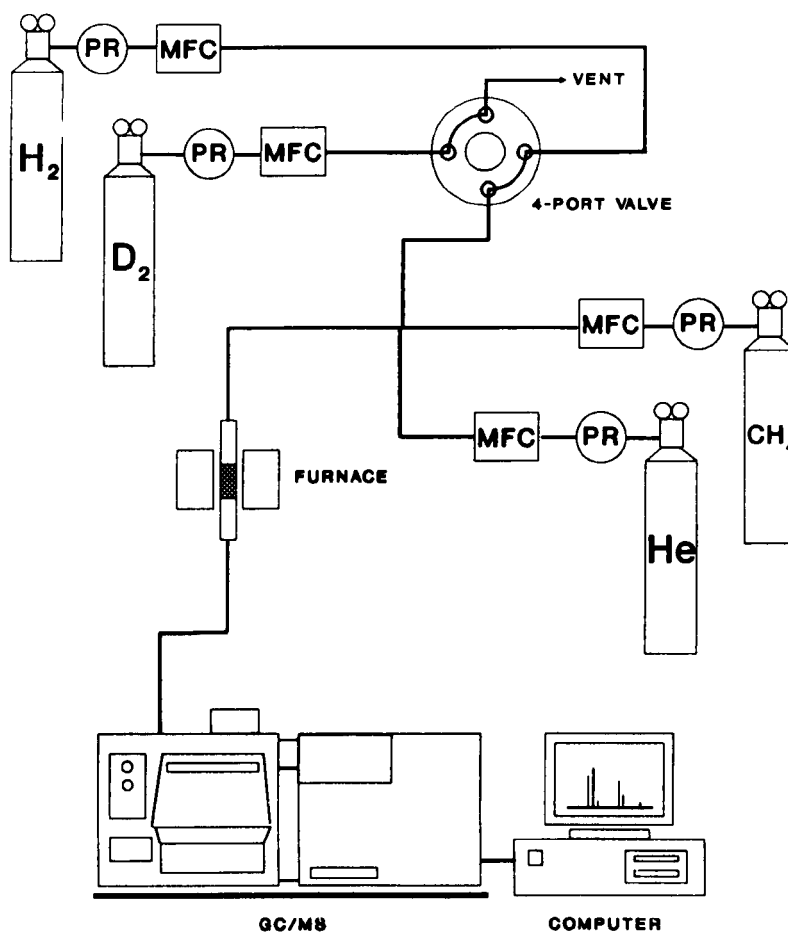 H2 PR MFC
VENT
D2 PR MFC
4-PORT VALVE
MFC PR
CH
MFC PR
He
FURNACE
GC/MS
COMPUTER